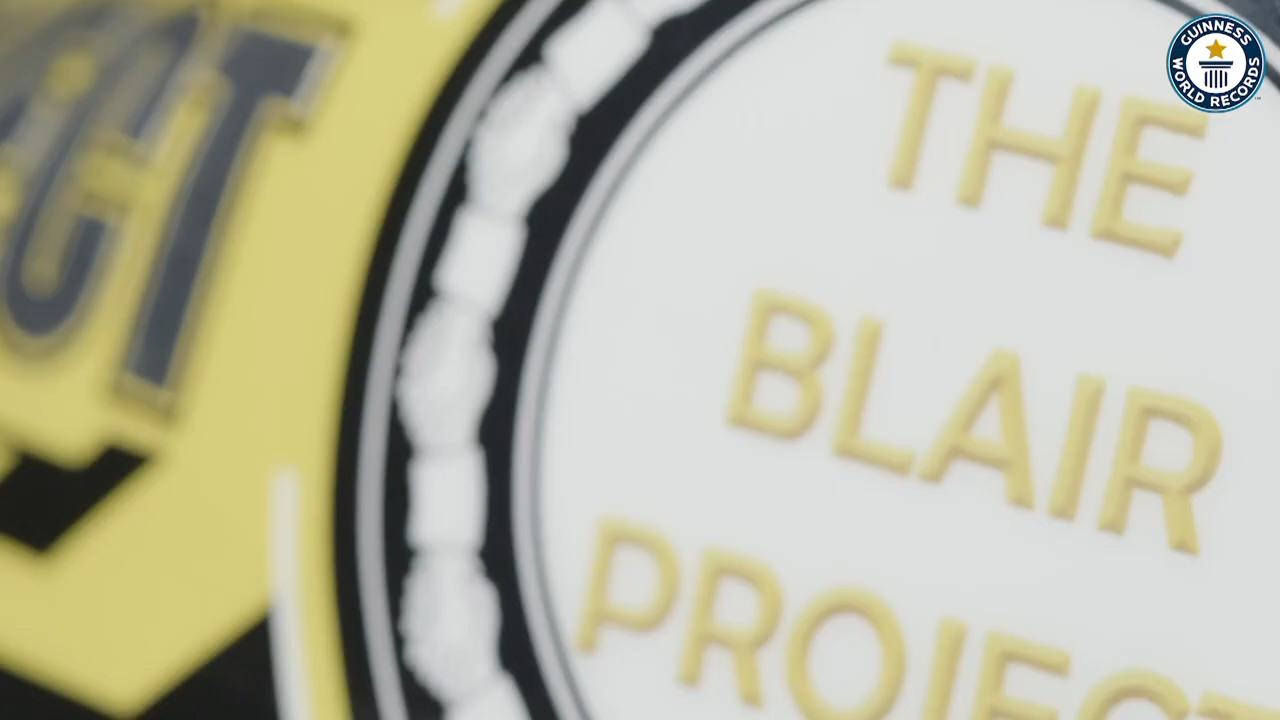 GUINNESS
WORLD RECORDS
THE
BLAIR
PROJECT